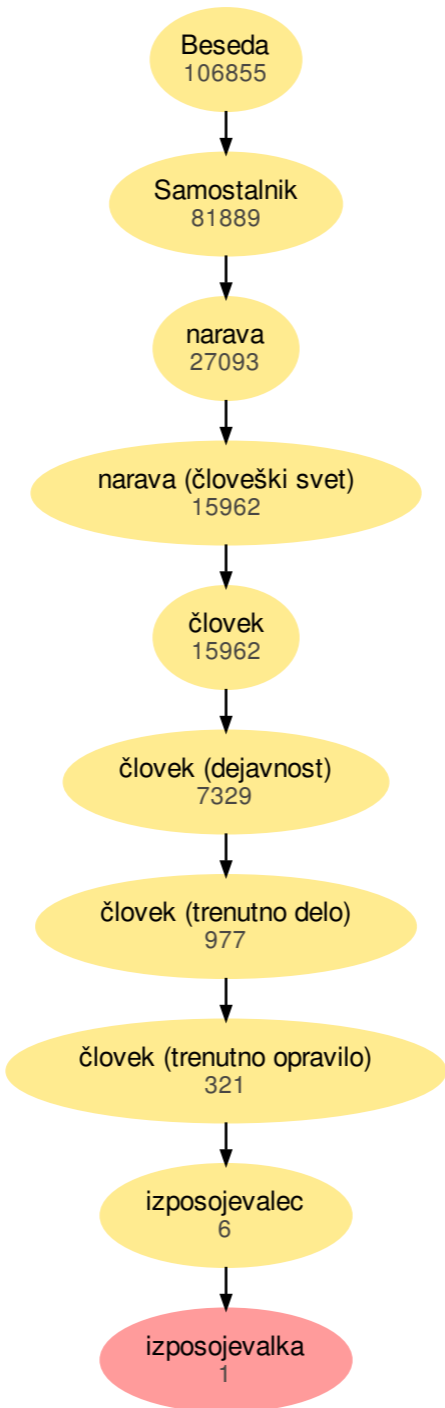 Beseda
106855
Samostalnik
81889
narava
27093
narava (človeški svet)
15962
človek
15962
človek (dejavnost)
7329
človek (trenutno delo)
977
človek (trenutno opravilo)
321
izposojevalec
6
izposojevalka
1